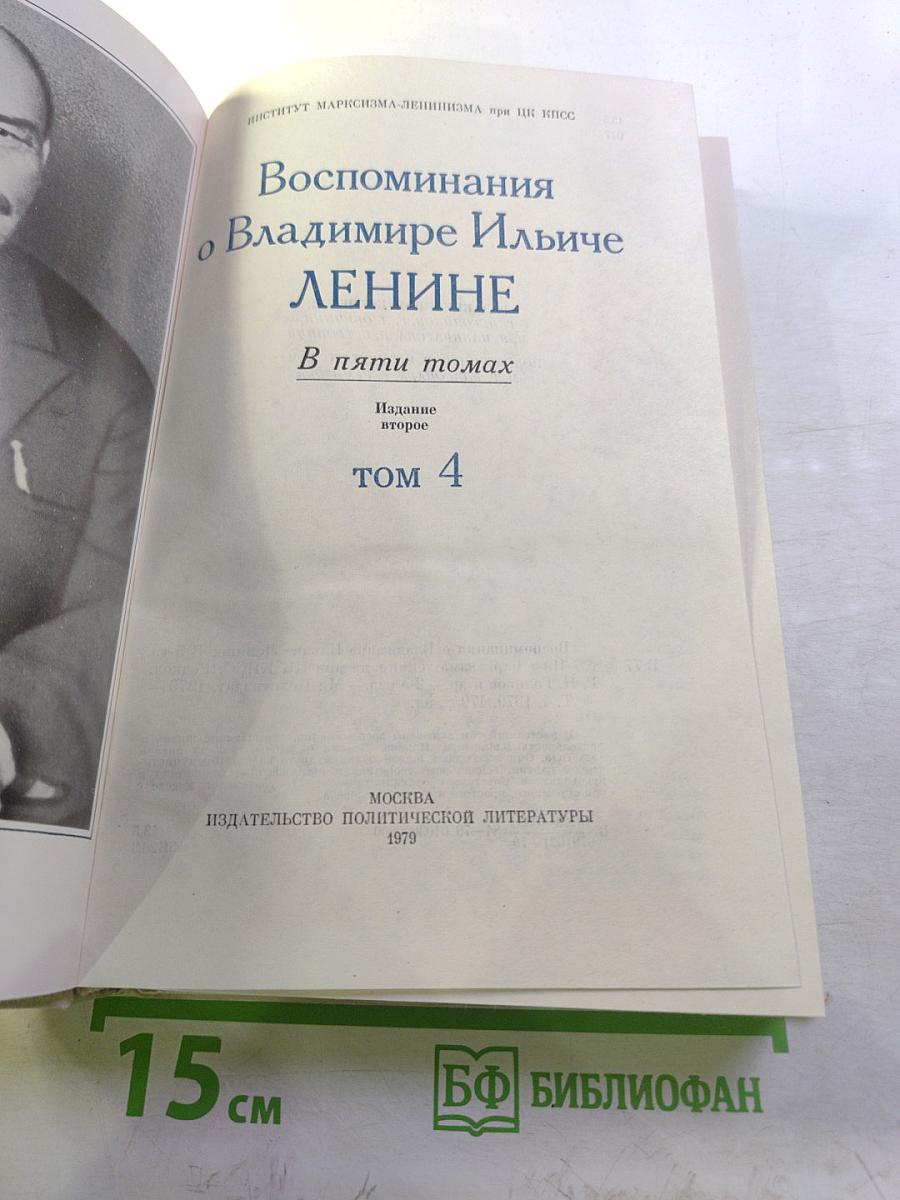 ИНСТИТУТ МАРКСИЗМА-ЛЕНИНИЗМА при ЦК КПСС
Воспоминания
о Владимире Ильиче
ЛЕНИНЕ
В пяти томах
Издание
второе
том 4
МОСКВА
ИЗДАТЕЛЬСТВО ПОЛИТИЧЕСКОЙ ЛИТЕРАТУРЫ
1979
15 см
БФ БИБЛИОФАН